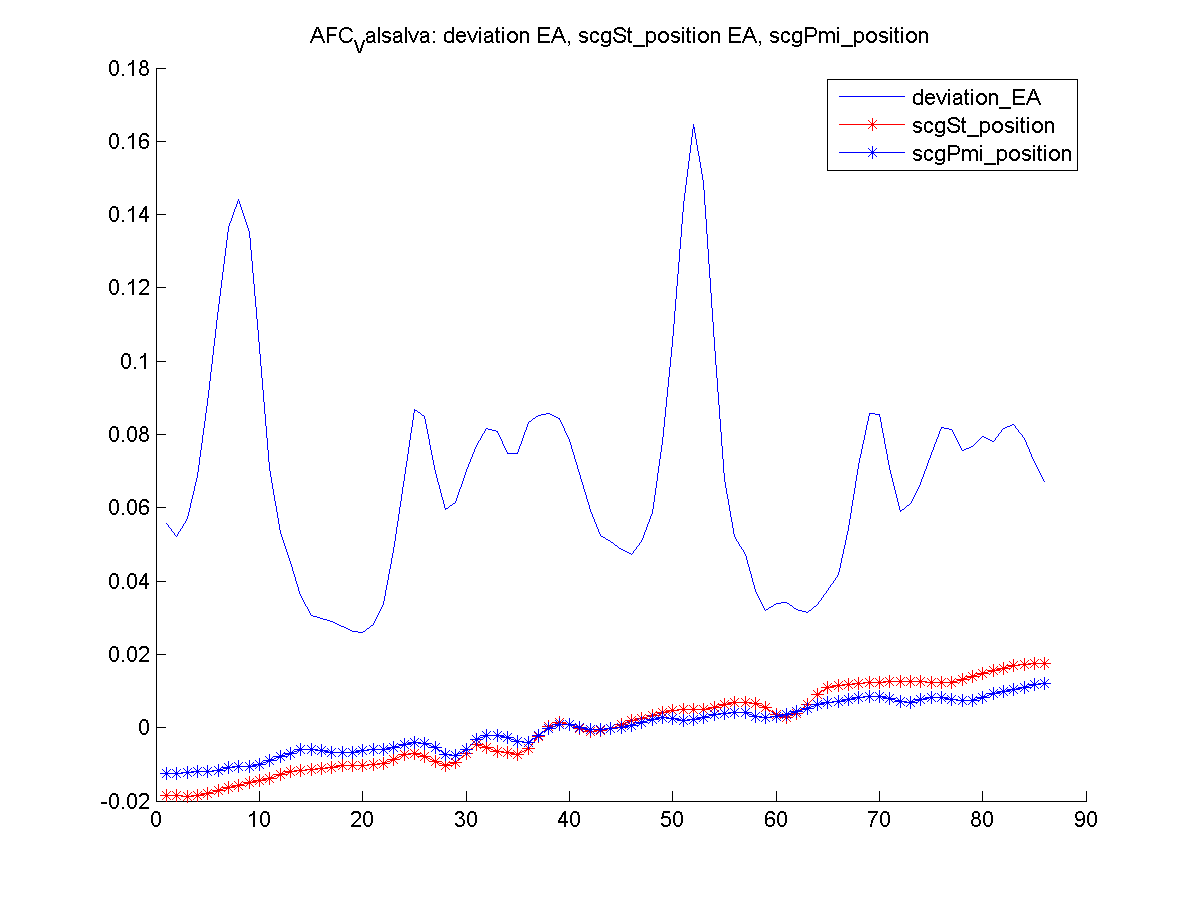 AFC_Valsalva: deviation EA, scgSt_position EA, scgPmi_position
deviation_EA
scgSt_position
scgPmi_position
0.18
0.16
0.14
0.12
0.1
0.08
0.06
0.04
0.02
0
-0.02
0 10 20 30 40 50 60 70 80 90